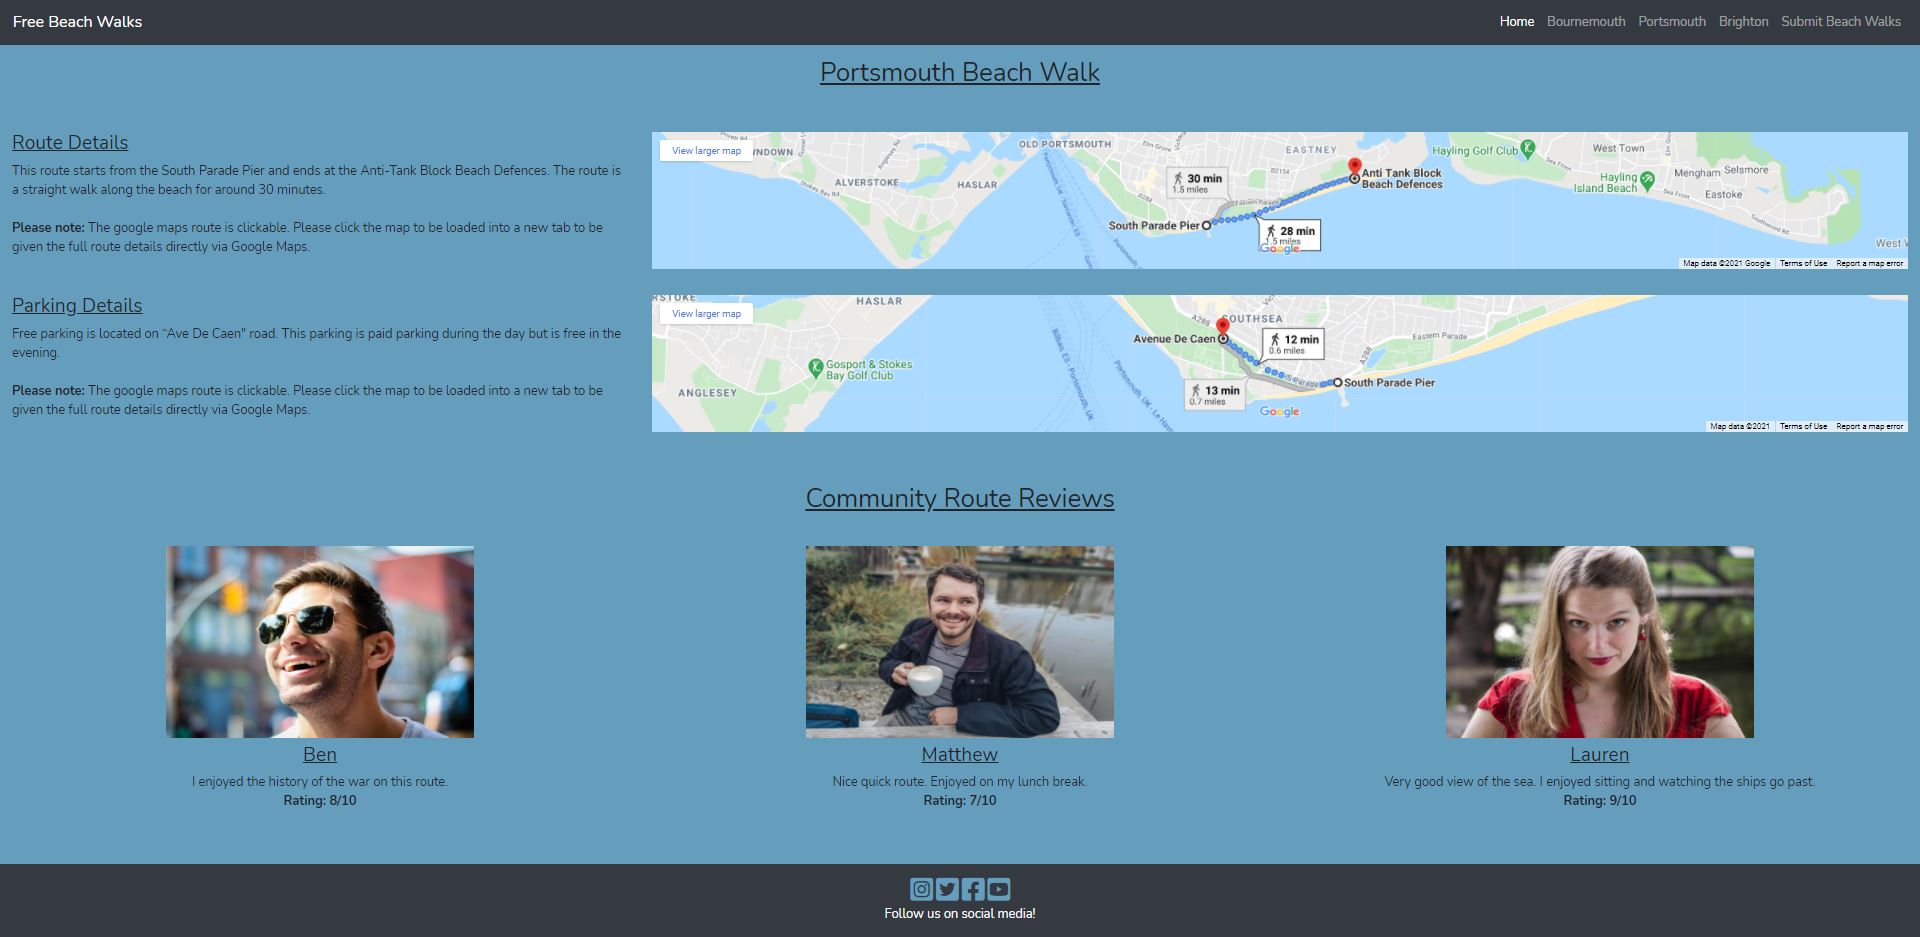 Free Beach Walks
Home Bournemouth Portsmouth Brighton Submit Beach Walks
Portsmouth Beach Walk
Route Details
This route starts from the South Parade Pier and ends at the Anti-Tank Block Beach Defences. The route is
a straight walk along the beach for around 30 minutes.
Please note: The google maps route is clickable. Please click the map to be loaded into a new tab to be
given the full route details directly via Google Maps.
View larger map
OLD PORTSMOUTH
ALVERSTOKE
HASLAR
EASTNEY
B2154
A288
30 min
1.5 miles
Anti Tank Block
Beach Defences
South Parade Pier
28 min
1.5 miles
Google
Hayling Golf Club
West Town
Mengham
Selmore
Hayling
Island Beach
Eastoke
Sea Front
Southwood Rd
Map data ©2021 Google Terms of Use Report a map error
Parking Details
Free parking is located on “Ave De Caen" road. This parking is paid parking during the day but is free in the
evening.
Please note: The google maps route is clickable. Please click the map to be loaded into a new tab to be
given the full route details directly via Google Maps.
View larger map
HASLAR
A288
SOUTHSEA
Avenue De Caen
12 min
0.6 miles
Eastern Parade
A288
Gosport & Stokes
Bay Golf Club
ANGLESEY
13 min
0.7 miles
South Parade Pier
Bilbao, ES - Portsmouth, UK
Google
Map data ©2021 Terms of Use Report a map error
Community Route Reviews
Ben
I enjoyed the history of the war on this route.
Rating: 8/10
Matthew
Nice quick route. Enjoyed on my lunch break.
Rating: 7/10
Lauren
Very good view of the sea. I enjoyed sitting and watching the ships go past.
Rating: 9/10
Follow us on social media!